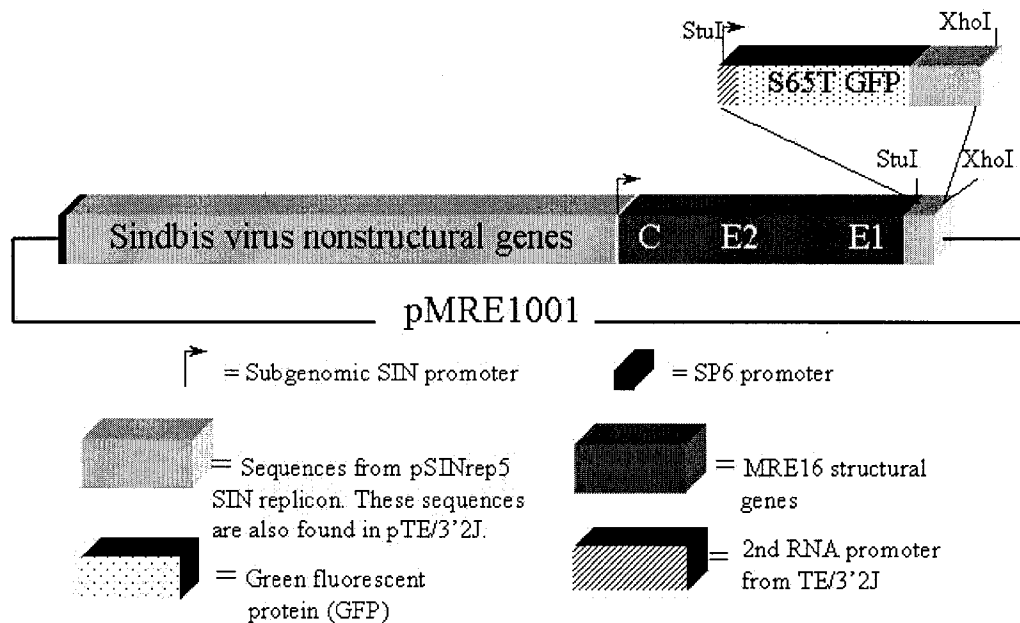 StuI
XhoI
S65T GFP
StuI
XhoI
Sindbis virus nonstructural genes
C
E2
E1
pMRE1001
= Subgenomic SIN promoter
= SP6 promoter
= Sequences from pSINrep5
SIN replicon. These sequences
are also found in pTE/3'2J.
= MRE16 structural
genes
= Green fluorescent
protein (GFP)
= 2nd RNA promoter
from TE/3'2J